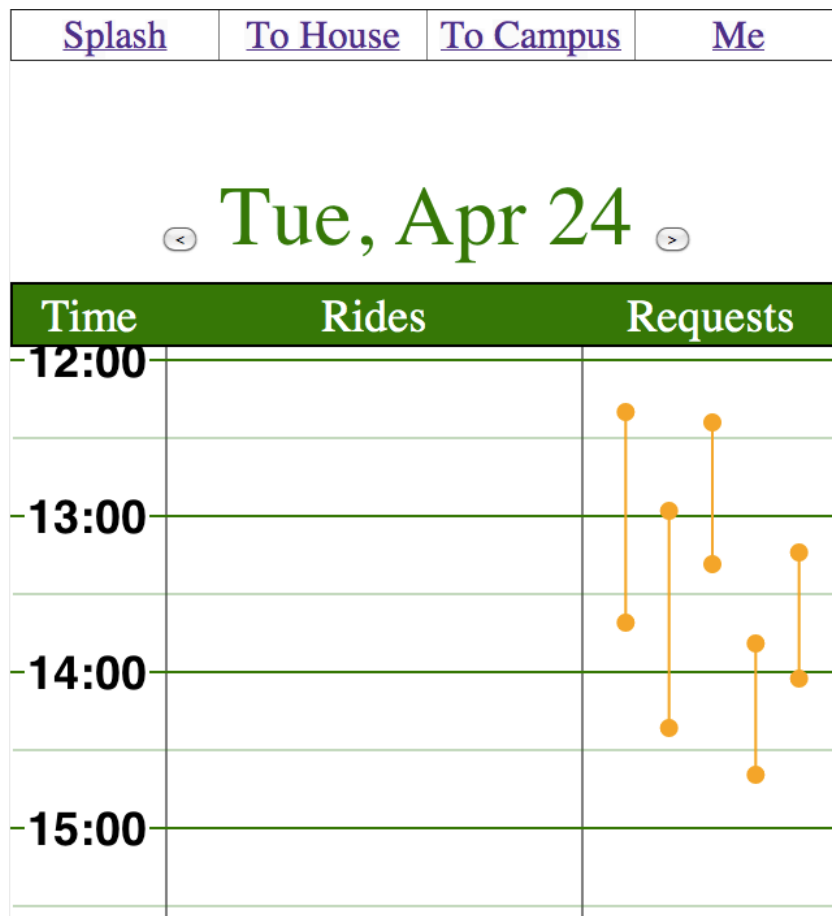 Splash To House To Campus Me
< Tue, Apr 24 >
Time Rides Requests
12:00
13:00
14:00
15:00